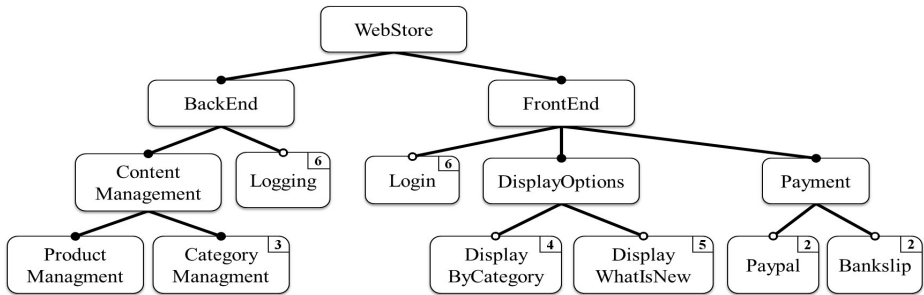 WebStore
BackEnd
FrontEnd
Content
Management
Logging
6
Login
6
DisplayOptions
Payment
Product
Managment
Category
Managment
3
Display
ByCategory
4
Display
WhatIsNew
5
Paypal
2
Bankslip
2